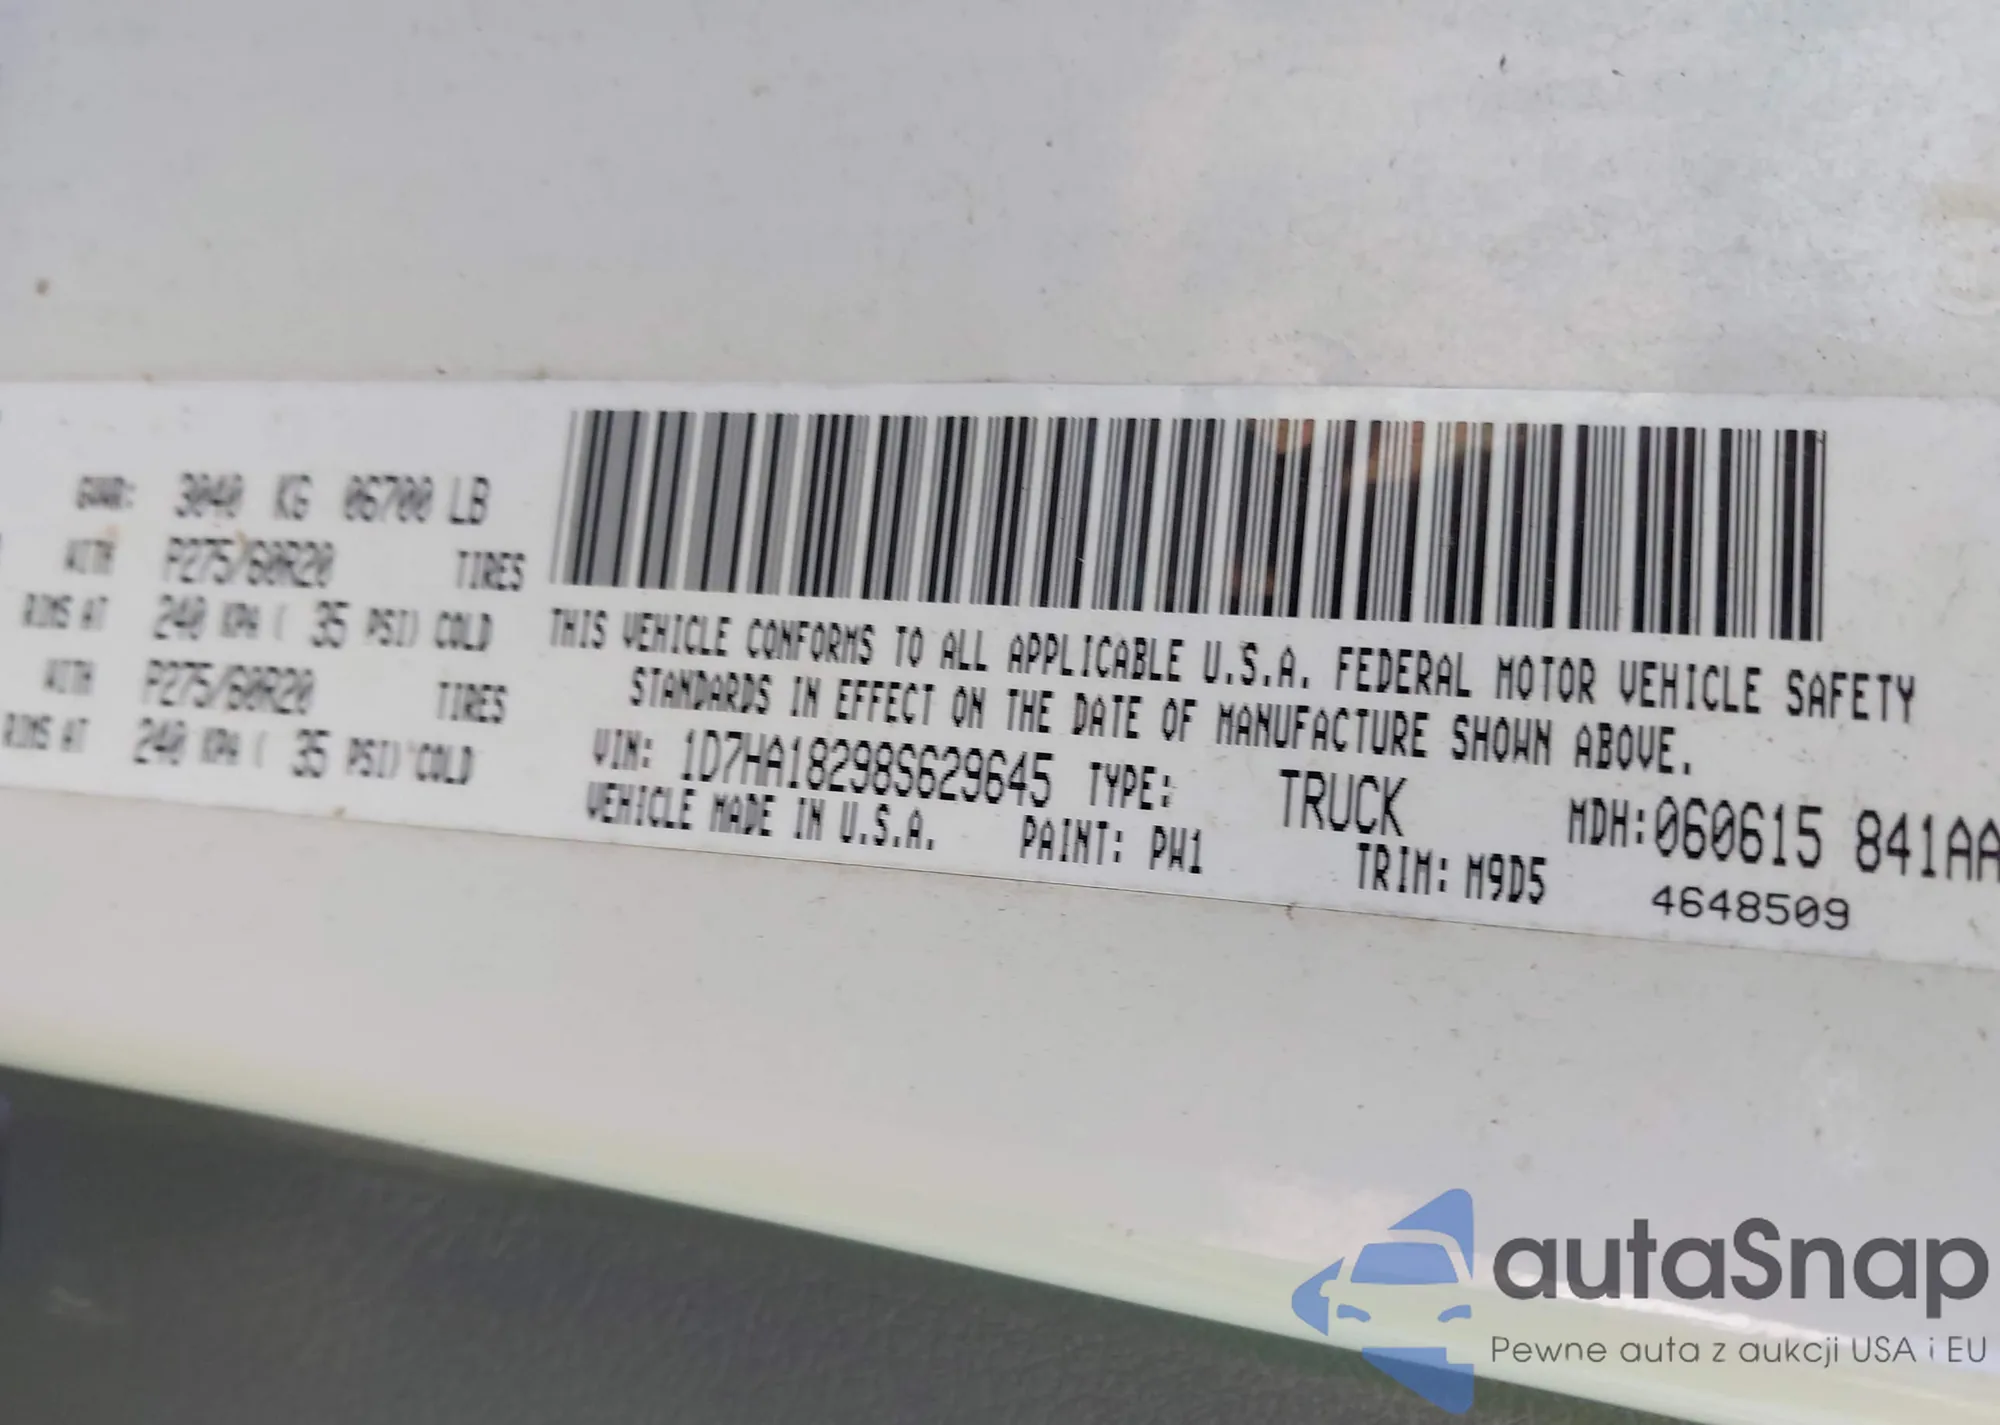 GVWR: 3040 KG 06700 LB
WITH P275/60R20 TIRES
RIMS AT 240 KPA ( 35 PSI) COLD
WITH P275/60R20 TIRES
RIMS AT 240 KPA ( 35 PSI) COLD
THIS VEHICLE CONFORMS TO ALL APPLICABLE U.S.A. FEDERAL MOTOR VEHICLE SAFETY
STANDARDS IN EFFECT ON THE DATE OF MANUFACTURE SHOWN ABOVE.
VIN: 1D7HA18298S629645 TYPE: TRUCK MDH:060615 841AA
VEHICLE MADE IN U.S.A. PAINT: PW1 TRIM: M9D5 4648509
autaSnap
Pewne auta z aukcji USA i EU